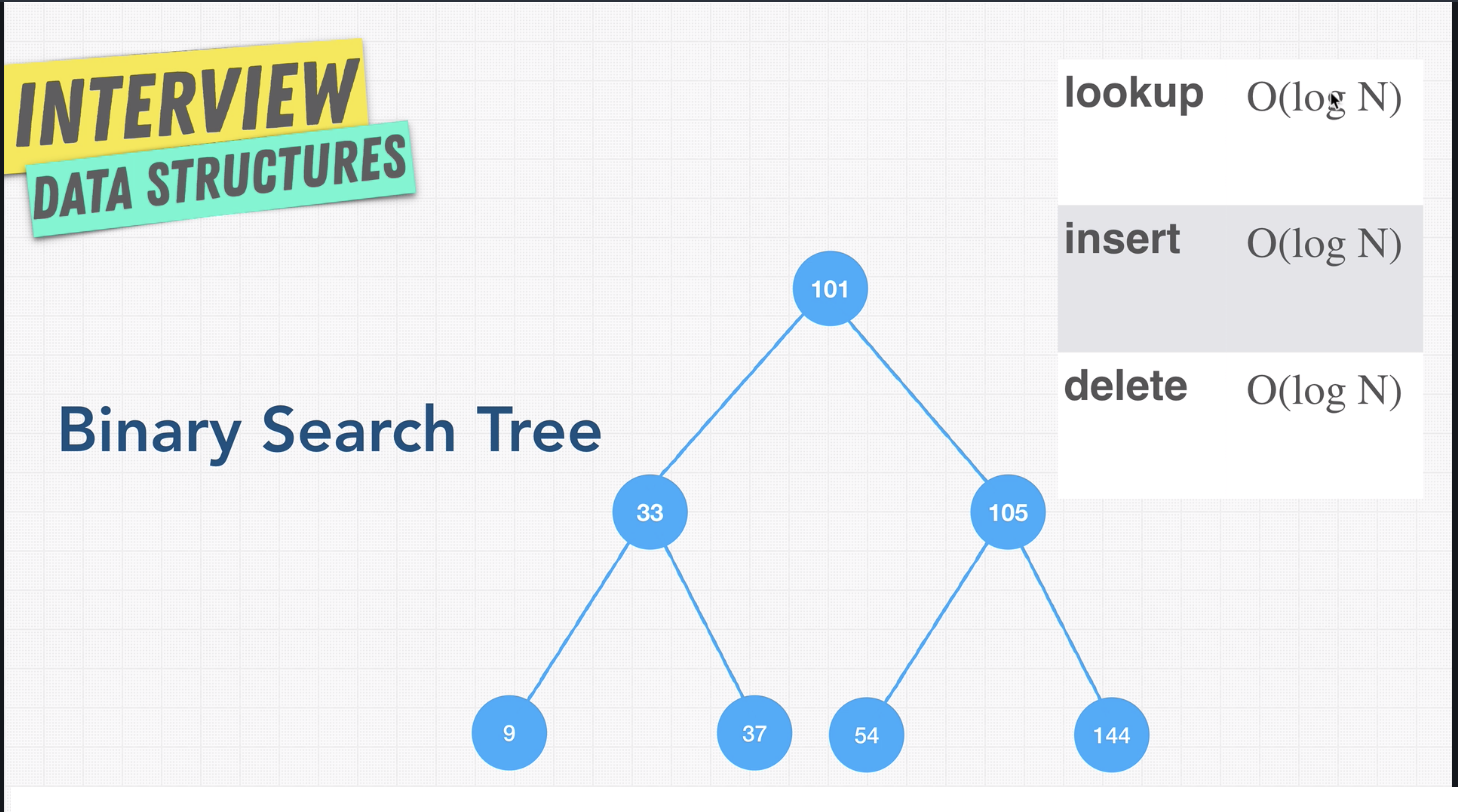 INTERVIEW
DATA STRUCTURES
lookup O(log N)
insert O(log N)
delete O(log N)
Binary Search Tree
101
33 105
9 37 54 144